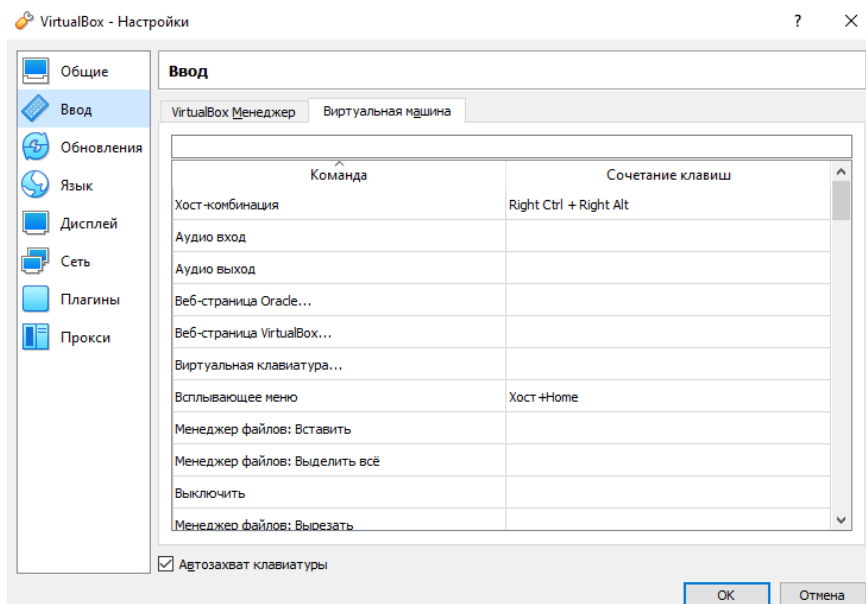 VirtualBox - Настройки
?
Общие
Ввод
Обновления
Язык
Дисплей
Сеть
Плагины
Прокси
Ввод
VirtualBox Менеджер Виртуальная машина
Команда Сочетание клавиш
Хост-комбинация Right Ctrl + Right Alt
Аудио вход
Аудио выход
Веб-страница Oracle...
Веб-страница VirtualBox...
Виртуальная клавиатура...
Всплывающее меню Хост+Home
Менеджер файлов: Вставить
Менеджер файлов: Выделить всё
Выключить
Менеджер файлов: Вырезать
Автозахват клавиатуры
OK Отмена